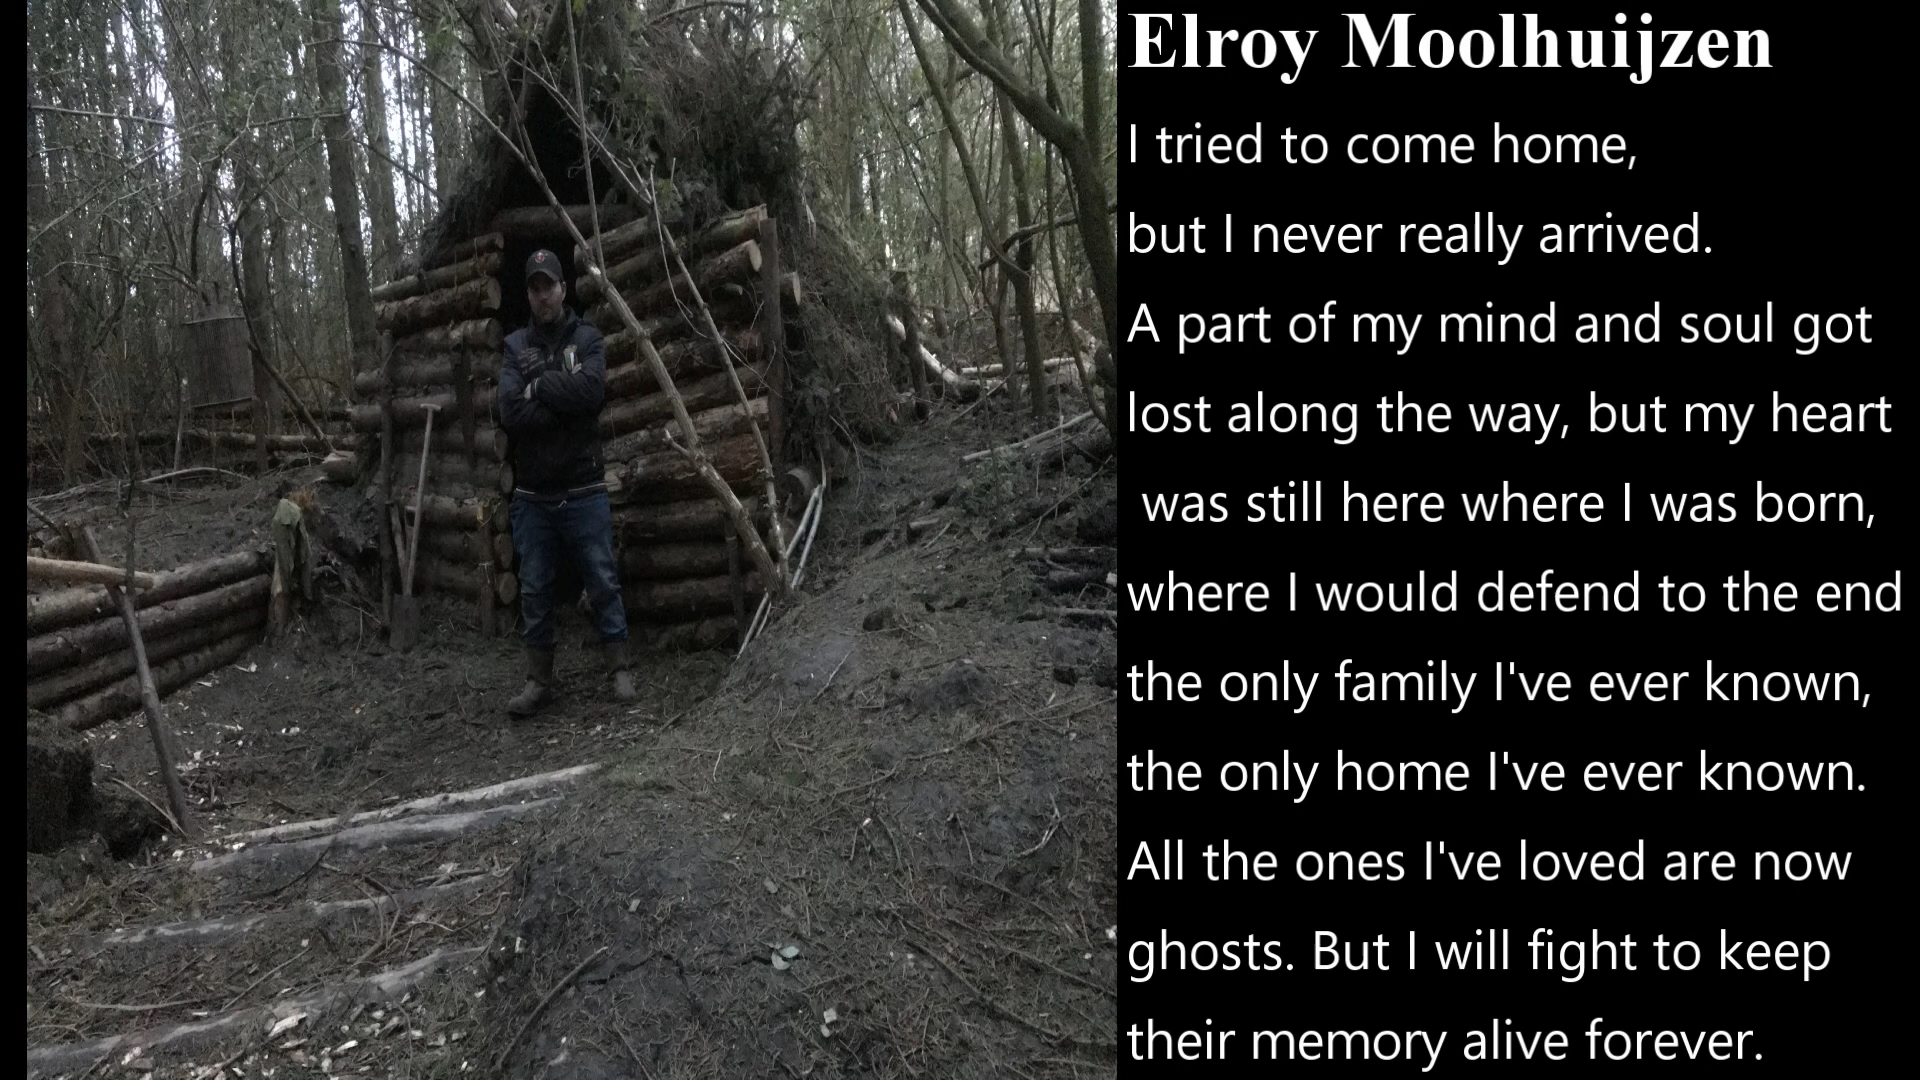 Elroy Moolhuijzen
I tried to come home,
but I never really arrived.
A part of my mind and soul got
lost along the way, but my heart
was still here where I was born,
where I would defend to the end
the only family I've ever known,
the only home I've ever known.
All the ones I've loved are now
ghosts. But I will fight to keep
their memory alive forever.